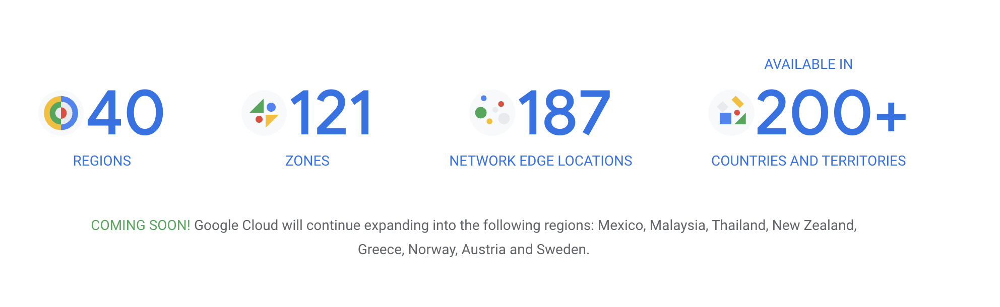 AVAILABLE IN
40
121
187
200+
REGIONS
ZONES
NETWORK EDGE LOCATIONS
COUNTRIES AND TERRITORIES
COMING SOON! Google Cloud will continue expanding into the following regions: Mexico, Malaysia, Thailand, New Zealand,
Greece, Norway, Austria and Sweden.